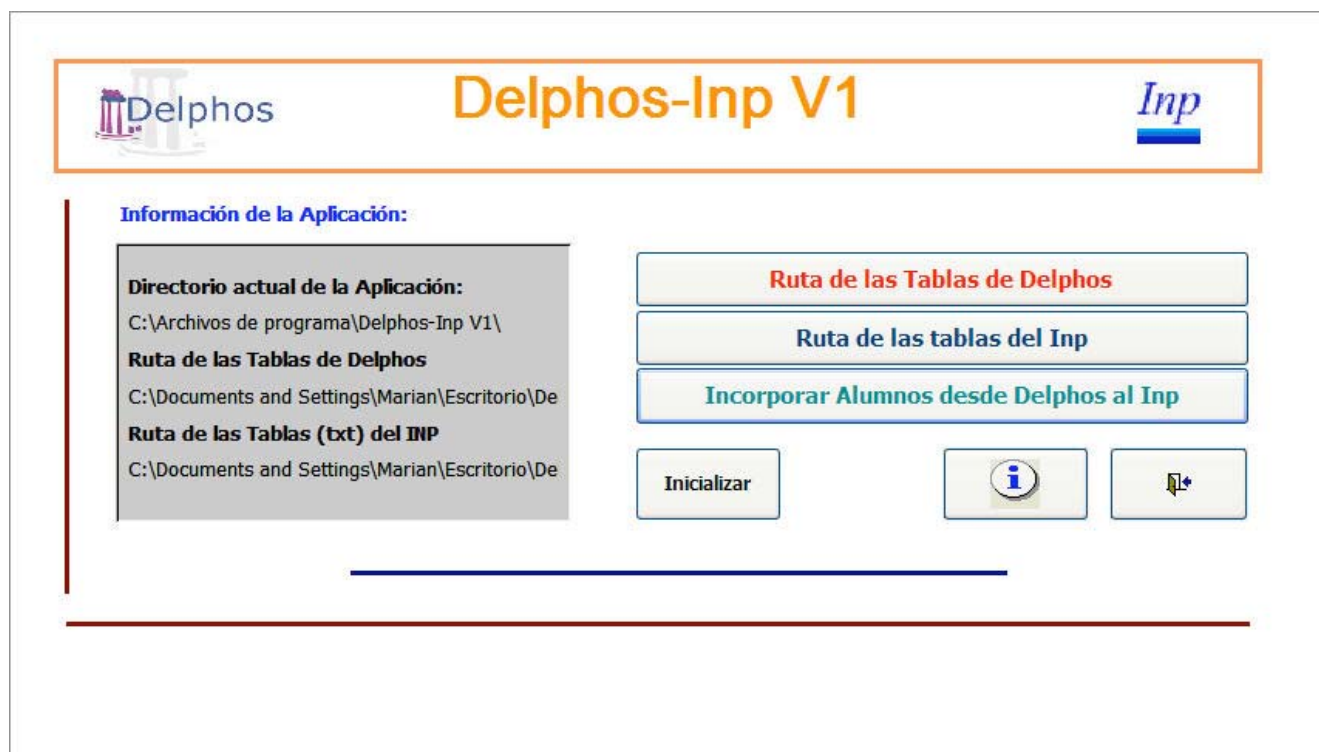 Delphos
Delphos-Inp V1
Inp
Información de la Aplicación:
Directorio actual de la Aplicación:
C:\Archivos de programa\Delphos-Inp V1\
Ruta de las Tablas de Delphos
C:\Documents and Settings\Marian\Escritorio\De
Ruta de las Tablas (txt) del INP
C:\Documents and Settings\Marian\Escritorio\De
Ruta de las Tablas de Delphos
Ruta de las tablas del Inp
Incorporar Alumnos desde Delphos al Inp
Inicializar
i